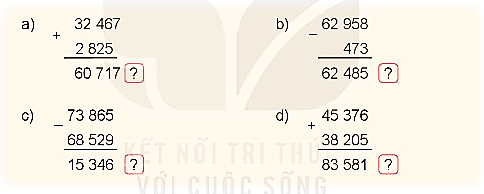 a) + 32 467
2 825
60 717 ?
b) − 62 958
473
62 485 ?
c) − 73 865
68 529
15 346 ?
d) + 45 376
38 205
83 581 ?
KẾT NỐI TRI THỨC
VỚI CUỘC SỐNG